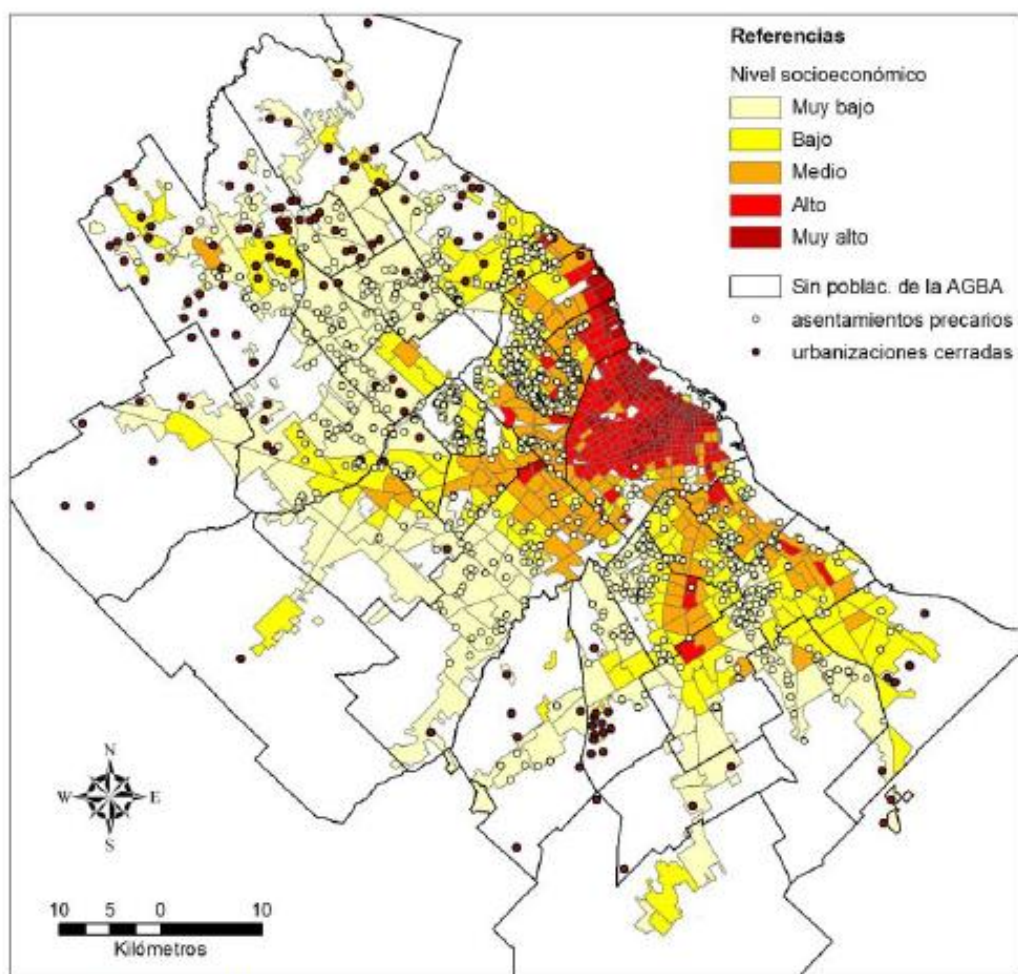 Referencias
Nivel socioeconómico
Muy bajo
Bajo
Medio
Alto
Muy alto
Sin poblac. de la AGBA
asentamientos precarios
urbanizaciones cerradas
N
W E
S
10 5 0 10
Kilómetros